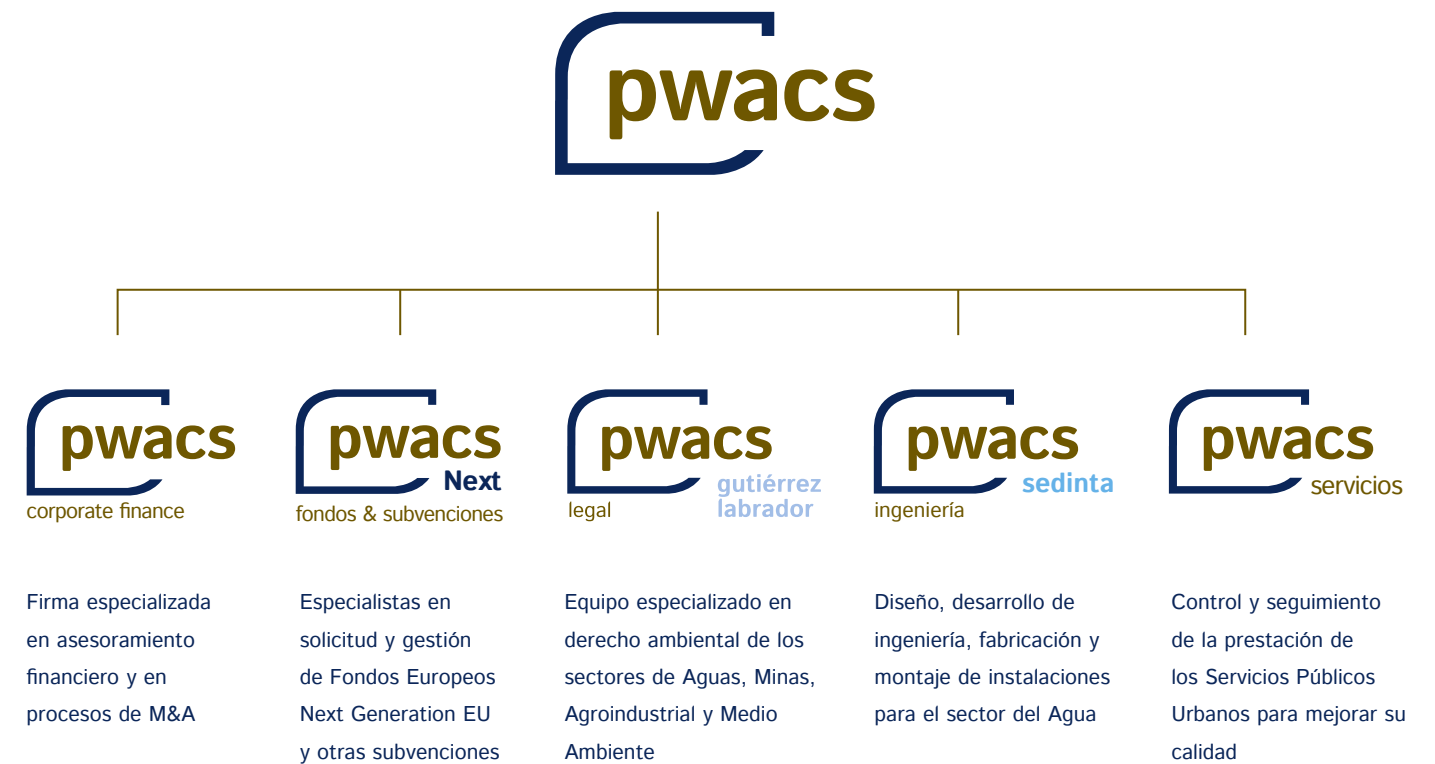 pwacs
pwacs
corporate finance
Firma especializada
en asesoramiento
financiero y en
procesos de M&A
pwacs
Next
fondos & subvenciones
Especialistas en
solicitud y gestión
de Fondos Europeos
Next Generation EU
y otras subvenciones
pwacs
gutiérrez
labrador
legal
Equipo especializado en
derecho ambiental de los
sectores de Aguas, Minas,
Agroindustrial y Medio
Ambiente
pwacs
sedinta
ingeniería
Diseño, desarrollo de
ingeniería, fabricación y
montaje de instalaciones
para el sector del Agua
pwacs
servicios
Control y seguimiento
de la prestación de
los Servicios Públicos
Urbanos para mejorar su
calidad